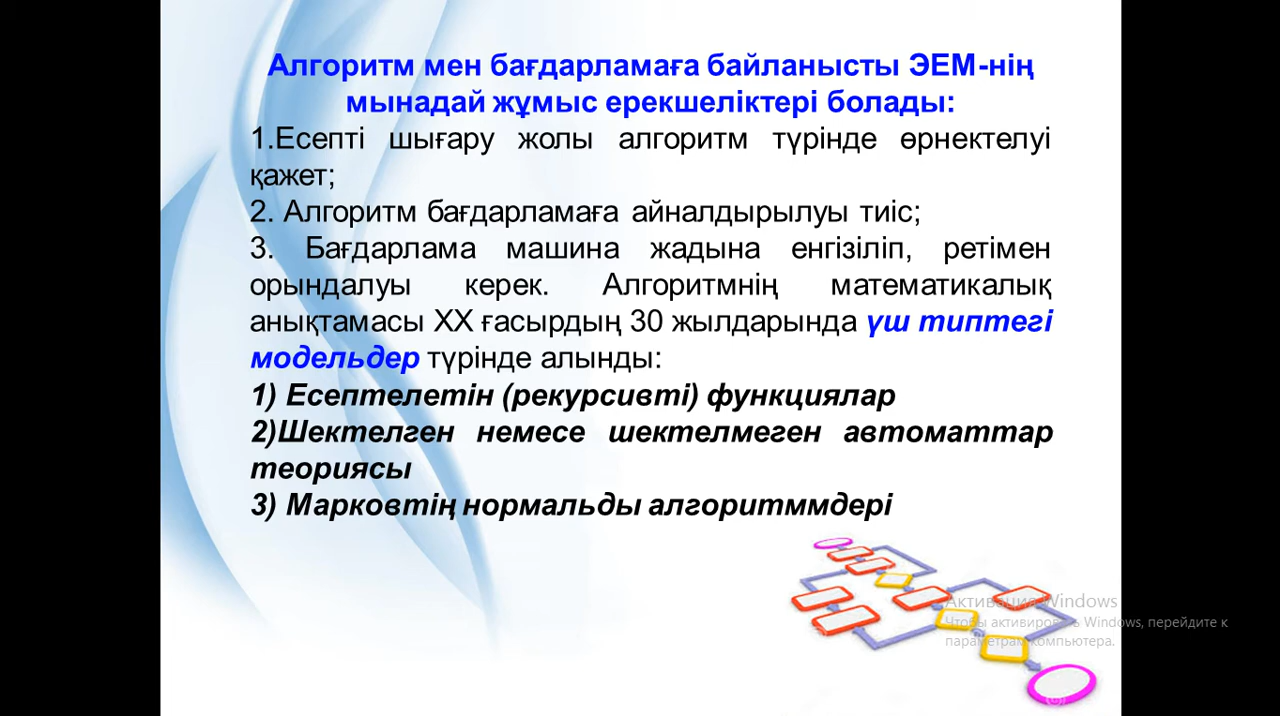 Алгоритм мен бағдарламаға байланысты ЭЕМ-нің
мынадай жұмыс ерекшеліктері болады:
1.Есепті шығару жолы алгоритм түрінде өрнектелуі
қажет;
2. Алгоритм бағдарламаға айналдырылуы тиіс;
3. Бағдарлама машина жадына енгізіліп, ретімен
орындалуы керек. Алгоритмнің математикалық
анықтамасы ХХ ғасырдың 30 жылдарында үш типтегі
модельдер түрінде алынды:
1) Есептелетін (рекурсивті) функциялар
2)Шектелген немесе шектелмеген автоматтар
теориясы
3) Марковтің нормальды алгоритммдері
Активация Windows
Чтобы активировать Windows, перейдите к
параметрам компьютера.